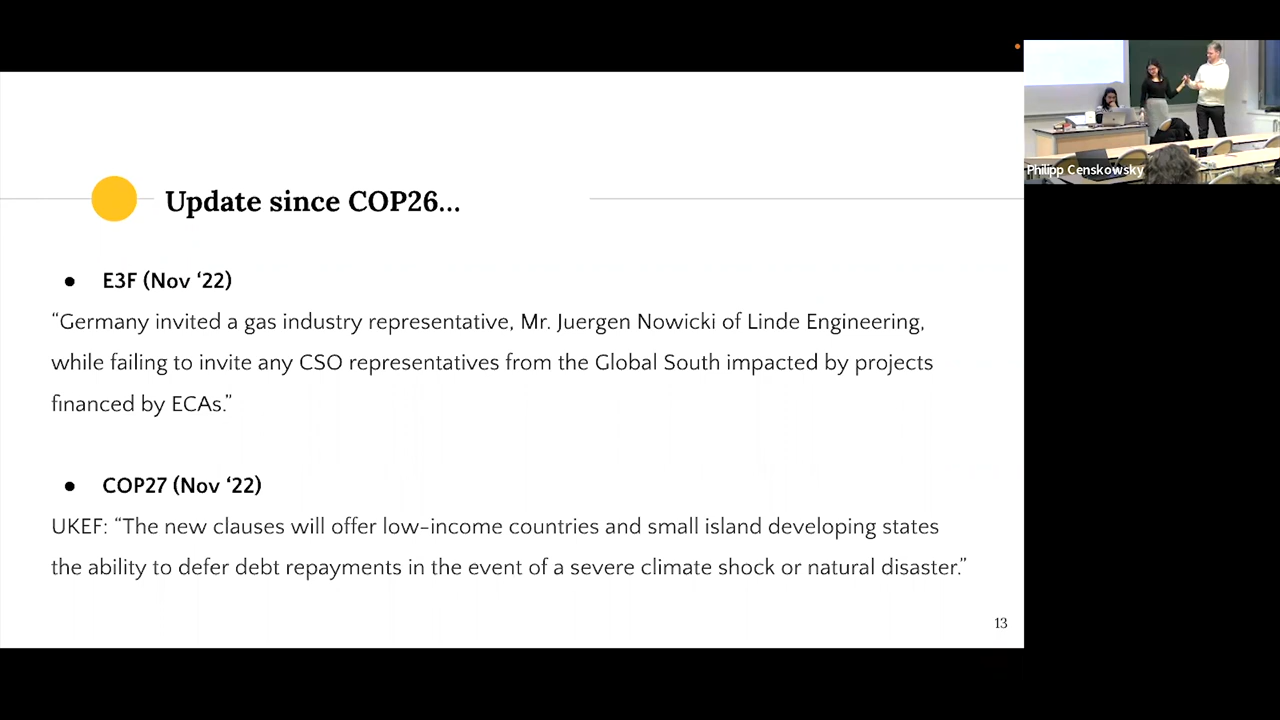 Update since COP26...
● E3F (Nov ‘22)
“Germany invited a gas industry representative, Mr. Juergen Nowicki of Linde Engineering,
while failing to invite any CSO representatives from the Global South impacted by projects
financed by ECAs.”
● COP27 (Nov ‘22)
UKEF: “The new clauses will offer low-income countries and small island developing states
the ability to defer debt repayments in the event of a severe climate shock or natural disaster.”
13
Philipp Censkowsky